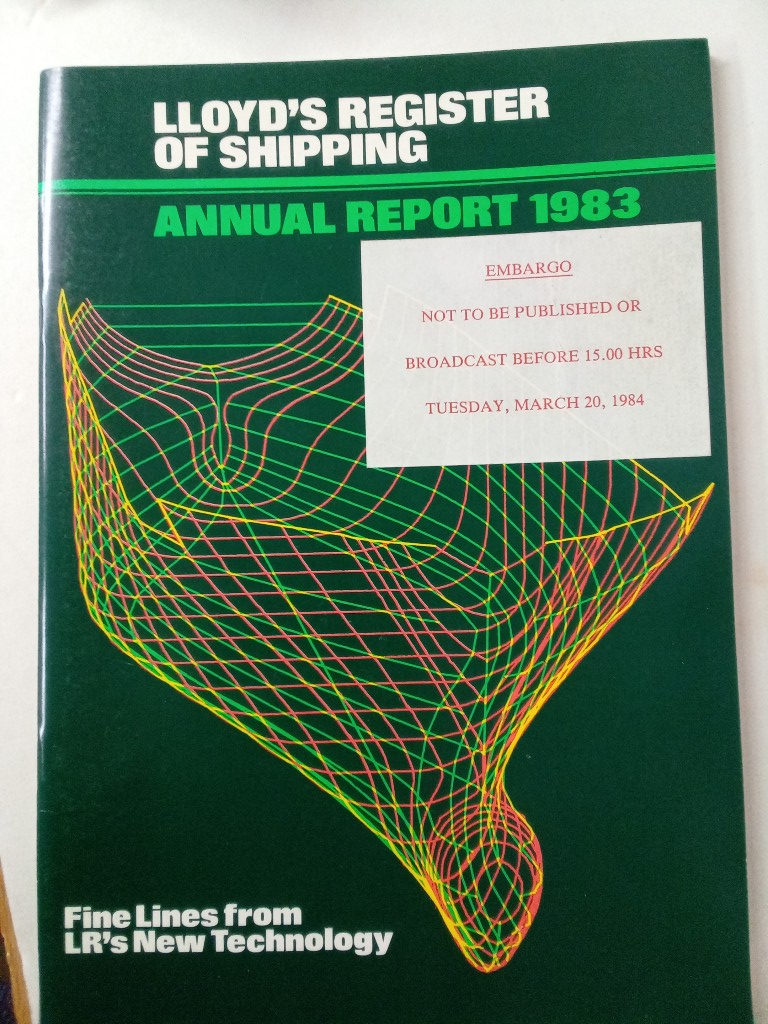 LLOYD'S REGISTER
OF SHIPPING
ANNUAL REPORT 1983
EMBARGO
NOT TO BE PUBLISHED OR
BROADCAST BEFORE 15.00 HRS
TUESDAY, MARCH 20, 1984
Fine Lines from
LR's New Technology